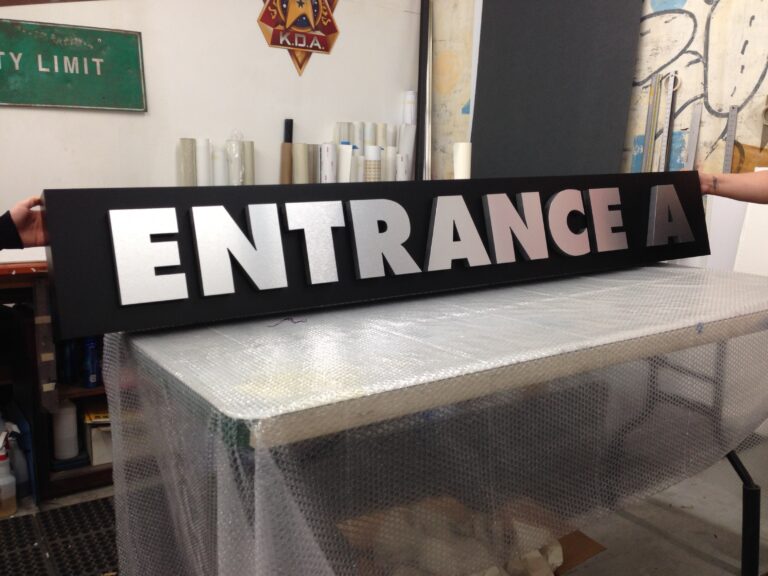 TY LIMIT
K.D.A.
ENTRANCE A